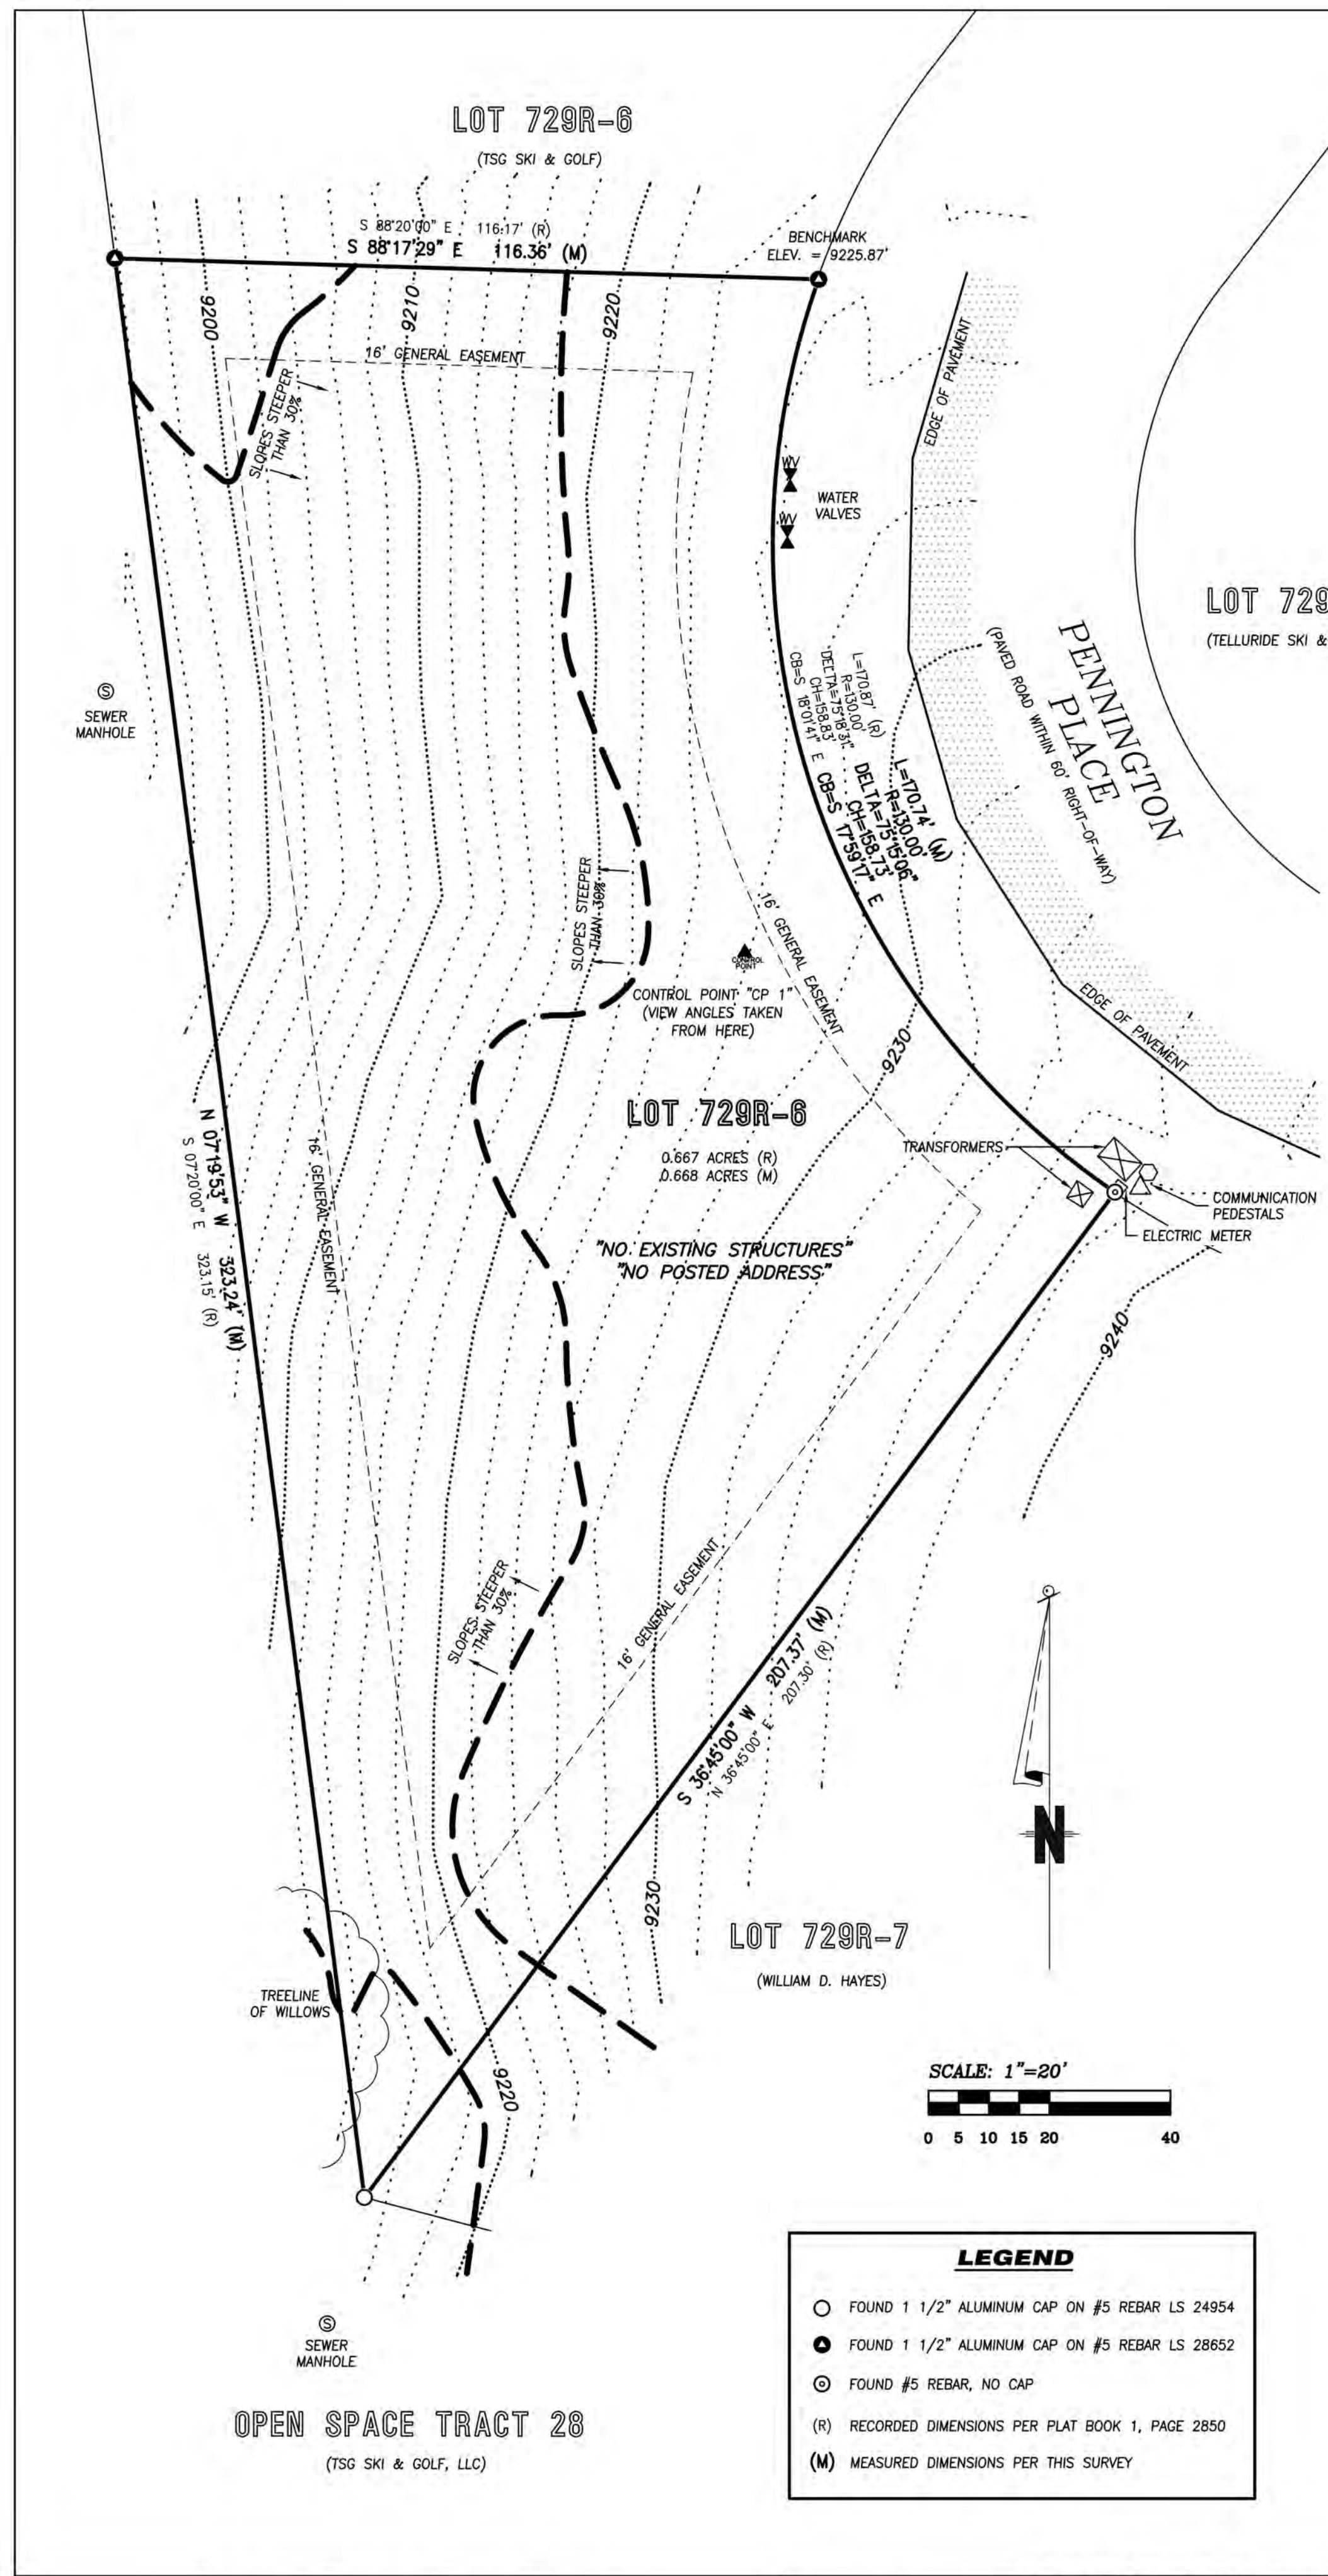 LOT 729R-6
(TSG SKI & GOLF)
S 88°20'00" E 116.17' (R)
S 88°17'29" E 116.36' (M)
BENCHMARK
ELEV. = 9225.87'
9200
9210
9220
16' GENERAL EASEMENT
EDGE OF PAVEMENT
SLOPES STEEPER
THAN 30%
WV
WATER
VALVES
WV
LOT 729
(TELLURIDE SKI &
PENNINGTON
PLACE
(PAVED ROAD WITHIN 60' RIGHT-OF-WAY)
S
SEWER
MANHOLE
L=170.87' (R)
R=130.00'
DELTA=75°18'31"
CH=158.83'
CB=S 18°01'41" E
L=170.74' (M)
R=130.00'
DELTA=75°15'06"
CH=158.73'
CB=S 17°59'17" E
SLOPES STEEPER
THAN 30%
16' GENERAL EASEMENT
CONTROL
POINT
CONTROL POINT "CP 1"
(VIEW ANGLES TAKEN
FROM HERE)
EDGE OF PAVEMENT
9230
LOT 729R-6
0.667 ACRES (R)
0.668 ACRES (M)
N 07°19'53" W 323.24' (M)
S 07°20'00" E 323.15' (R)
16' GENERAL EASEMENT
TRANSFORMERS
COMMUNICATION
PEDESTALS
ELECTRIC METER
"NO EXISTING STRUCTURES"
"NO POSTED ADDRESS"
9240
SLOPES STEEPER
THAN 30%
16' GENERAL EASEMENT
S 36°45'00" W 207.37' (M)
N 36°45'00" E 207.30' (R)
N
9230
LOT 729R-7
(WILLIAM D. HAYES)
TREELINE
OF WILLOWS
9220
SCALE: 1"=20'
0 5 10 15 20 40
LEGEND
FOUND 1 1/2" ALUMINUM CAP ON #5 REBAR LS 24954
FOUND 1 1/2" ALUMINUM CAP ON #5 REBAR LS 28652
FOUND #5 REBAR, NO CAP
(R) RECORDED DIMENSIONS PER PLAT BOOK 1, PAGE 2850
(M) MEASURED DIMENSIONS PER THIS SURVEY
S
SEWER
MANHOLE
OPEN SPACE TRACT 28
(TSG SKI & GOLF, LLC)